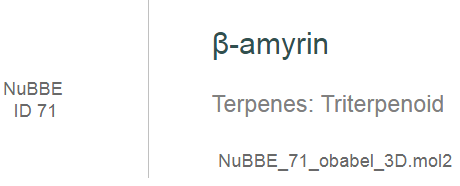 NuBBE
ID 71
β-amyrin
Terpenes: Triterpenoid
NuBBE_71_obabel_3D.mol2